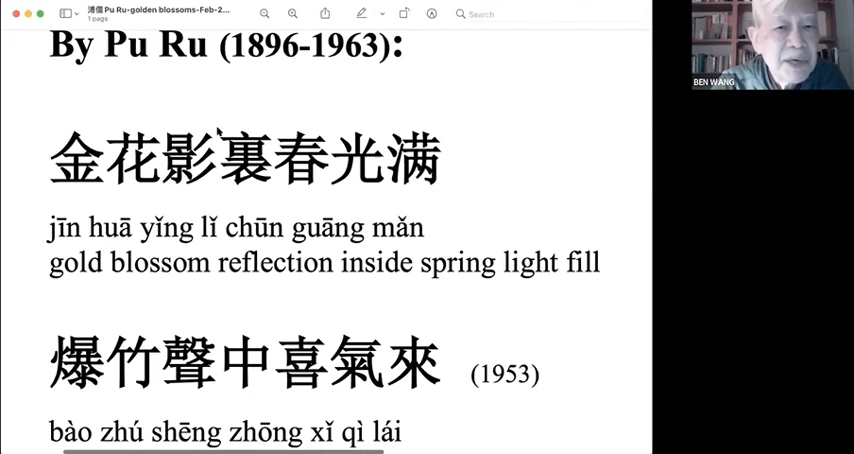 溥儒 Pu Ru-golden blossoms-Feb-2...
1 page
Search
By Pu Ru (1896-1963):
BEN WANG
金花影裏春光满
jīn huā yǐng lǐ chūn guāng mǎn
gold blossom reflection inside spring light fill
爆竹聲中喜氣來 (1953)
bào zhú shēng zhōng xǐ qì lái